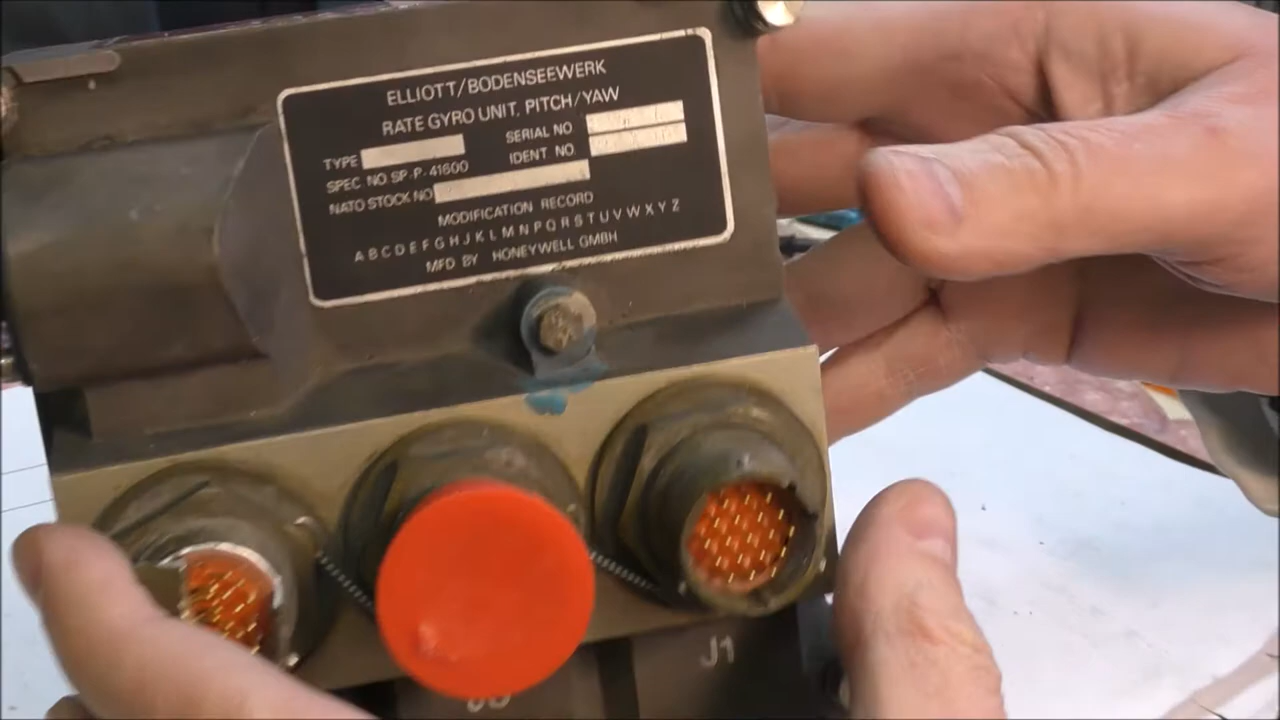 ELLIOTT/BODENSEEWERK
RATE GYRO UNIT, PITCH/YAW
TYPE SERIAL NO
SPEC NO SP-P-41600 IDENT NO.
NATO STOCK NO
MODIFICATION RECORD
A B C D E F G H J K L M N P Q R S T U V W X Y Z
MFD BY HONEYWELL GMBH
J1